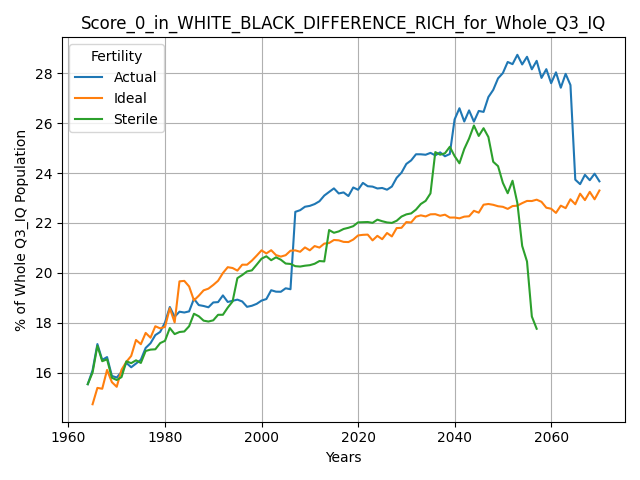 Score_0_in_WHITE_BLACK_DIFFERENCE_RICH_for_Whole_Q3_IQ
Fertility
Actual
Ideal
Sterile
% of Whole Q3_IQ Population
28
26
24
22
20
18
16
1960 1980 2000 2020 2040 2060
Years